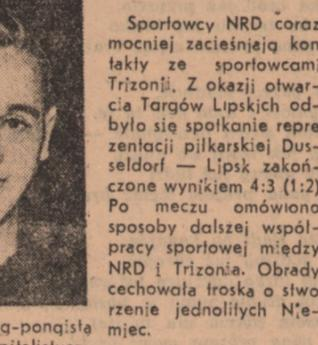 Sportowcy NRD coraz
mocniej zacieśniają kon
takty ze sportowcami
Trizonii. Z okazji otwar-
cia Targów Lipskich od-
było się spotkanie repre
zentacji piłkarskiej Dus-
seldorf — Lipsk zakoń-
czone wynikiem 4:3 (1:2)
Po meczu omówiono
sposoby dalszej współ-
pracy sportowej między
NRD i Trizonia. Obrady
cechowała troska o stwo
rzenie jednolitych Nie-
miec.
g-pongista